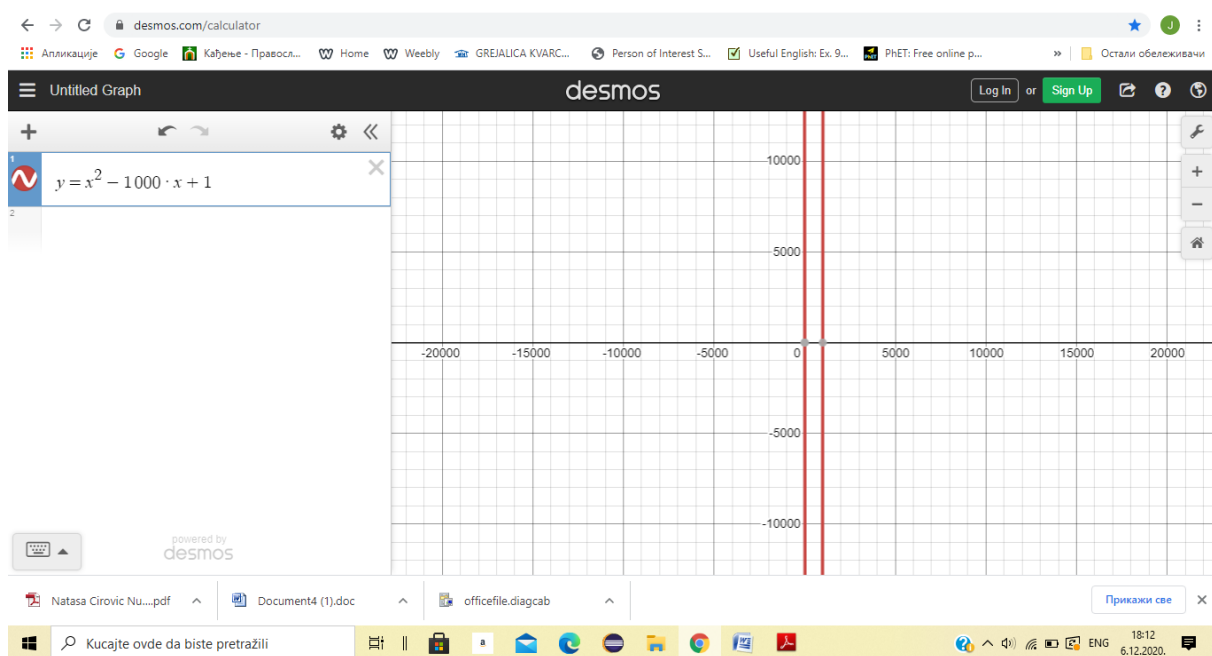 desmos.com/calculator
J
Апликације Google Кађење - Правосл... Home Weebly GREJALICA KVARC... Person of Interest S... Useful English: Ex. 9... PhET: Free online p... » Остали обележивачи
Untitled Graph desmos Log In or Sign Up
1
y = x² − 1000 · x + 1
2
10000
5000
-20000 -15000 -10000 -5000 0 5000 10000 15000 20000
-5000
-10000
powered by
desmos
Natasa Cirovic Nu....pdf Document4 (1).doc officefile.diagcab Прикажи све
Kucajte ovde da biste pretražili a ENG 18:12
6.12.2020.